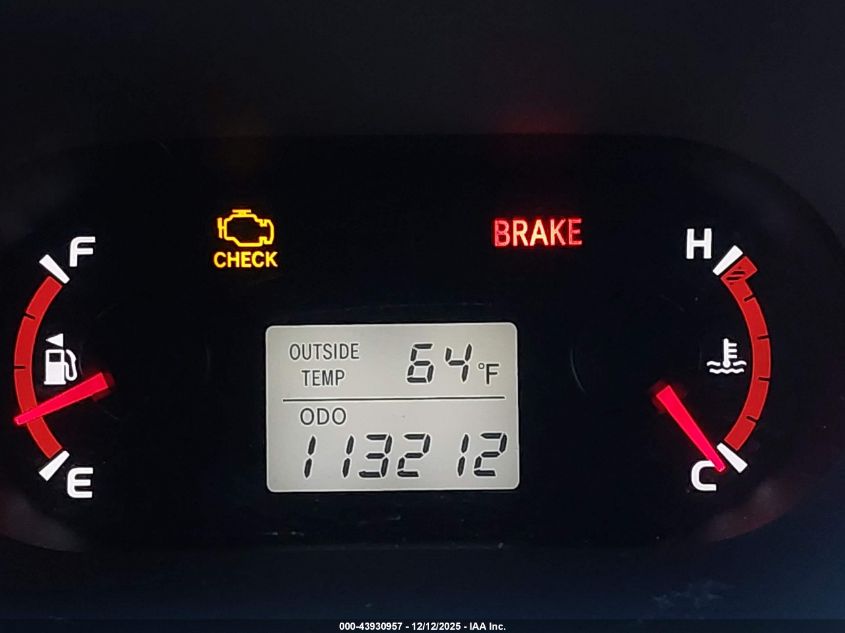 F
CHECK
BRAKE
H
OUTSIDE
TEMP
64°F
ODO
113212
E
C
000-43930957 - 12/12/2025 - IAA Inc.